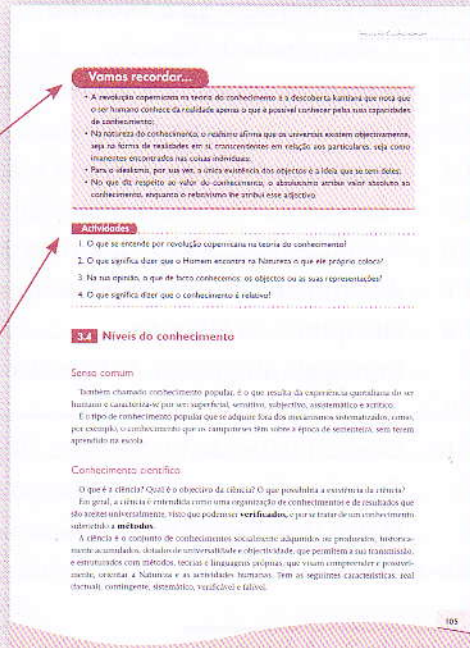 Vamos recordar...
• A revolução copernicana na teoria do conhecimento é a descoberta kantiana que nota que
o ser humano conhece da realidade apenas o que é possível conhecer pelas suas capacidades
de conhecimento;
• Na natureza do conhecimento, o realismo afirma que os universais existem objectivamente,
seja na forma de realidades em si, transcendentes em relação aos particulares, seja como
imanentes encontrados nas coisas individuais;
• Para o idealismo, por sua vez, a única existência dos objectos é a ideia que se tem deles;
• No que diz respeito ao valor do conhecimento, o absolutismo atribui valor absoluto ao
conhecimento, enquanto o relativismo lhe atribui esse adjectivo.
Actividades
1. O que se entende por revolução copernicana na teoria do conhecimento?
2. O que significa dizer que o Homem encontra na Natureza o que ele próprio coloca?
3. Na sua opinião, o que de facto conhecemos: os objectos ou as suas representações?
4. O que significa dizer que o conhecimento é relativo?
3.4 Níveis do conhecimento
Senso comum
Também chamado conhecimento popular, é o que resulta da experiência quotidiana do ser
humano e caracteriza-se por ser: superficial, sensitivo, subjectivo, assistemático e acrítico.
É o tipo de conhecimento popular que se adquire fora dos mecanismos sistematizados, como,
por exemplo, o conhecimento que os camponeses têm sobre a época de sementeira, sem terem
aprendido na escola.
Conhecimento científico
O que é a ciência? Qual é o objectivo da ciência? O que possibilita a existência da ciência?
Em geral, a ciência é entendida como uma organização de conhecimentos e de resultados que
são aceites universalmente, visto que podem ser verificados, e por se tratar de um conhecimento
submetido a métodos.
A ciência é o conjunto de conhecimentos socialmente adquiridos ou produzidos, historica-
mente acumulados, dotados de universalidade e objectividade, que permitem a sua transmissão,
e estruturados com métodos, teorias e linguagens próprias, que visam compreender e possivel-
mente, orientar a Natureza e as actividades humanas. Tem as seguintes características: real
(factual), contingente, sistemático, verificável e falível.
105